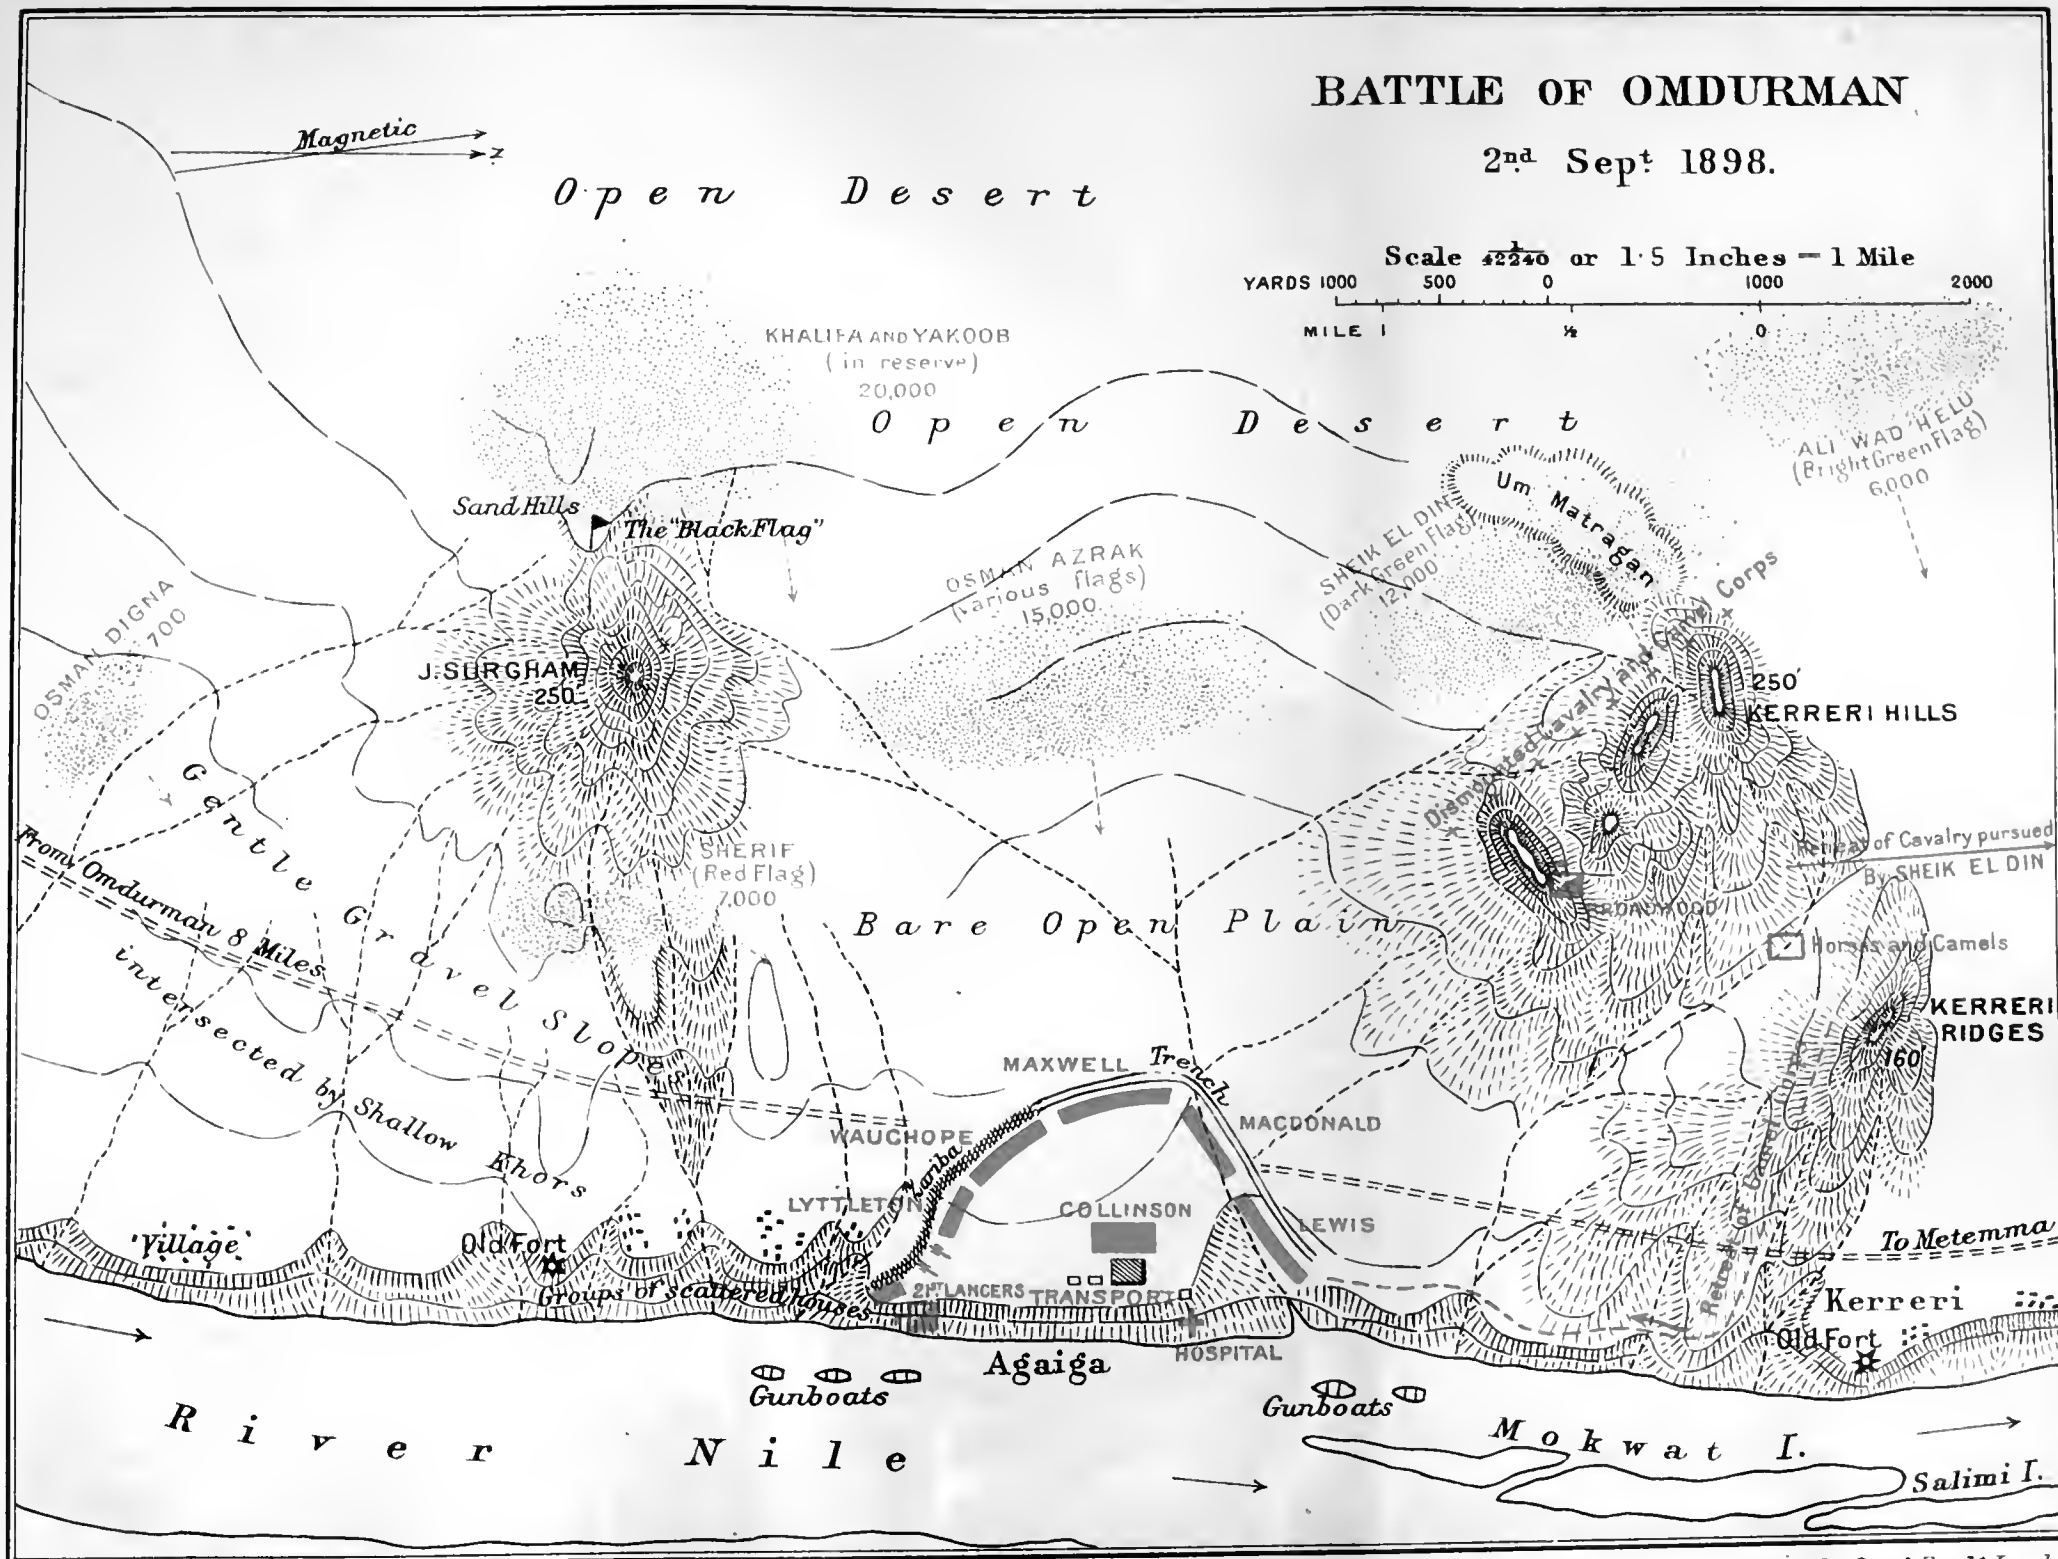 BATTLE OF OMDURMAN
2nd Sept 1898.
Magnetic
Open Desert
Scale 1/42240 or 1·5 Inches = 1 Mile
YARDS 1000 500 0 1000 2000
MILE 1 ½ 0
KHALIFA AND YAKOOB
(in reserve)
20,000
Open Desert
ALI WAD HELU
(Bright Green Flag)
6,000
Um Matragan
Sand Hills
The "Black Flag"
SHEIK EL DIN
(Dark Green Flag)
12,000
OSMAN AZRAK
(various flags)
15,000
OSMAN DIGNA
700
J. SURGHAM
250'
Dismounted Cavalry and Camel Corps
250'
KERRERI HILLS
Gentle Gravel Slopes
intersected by Shallow
Khors
From Omdurman 8 Miles
SHERIF
(Red Flag)
7,000
Retreat of Cavalry pursued
By SHEIK EL DIN
BROADWOOD
Bare Open Plain
Horses and Camels
KERRERI
RIDGES
160'
MAXWELL
Trench
MACDONALD
WAUCHOPE
Zariba
LYTTLETON
COLLINSON
LEWIS
Retreat of Camel Corps
'Village'
Old Fort
To Metemma
Groups of scattered houses
21st LANCERS
TRANSPORT
Kerreri
Old Fort
HOSPITAL
Agaiga
Gunboats
Gunboats
River Nile
Mokwat I.
Salimi I.